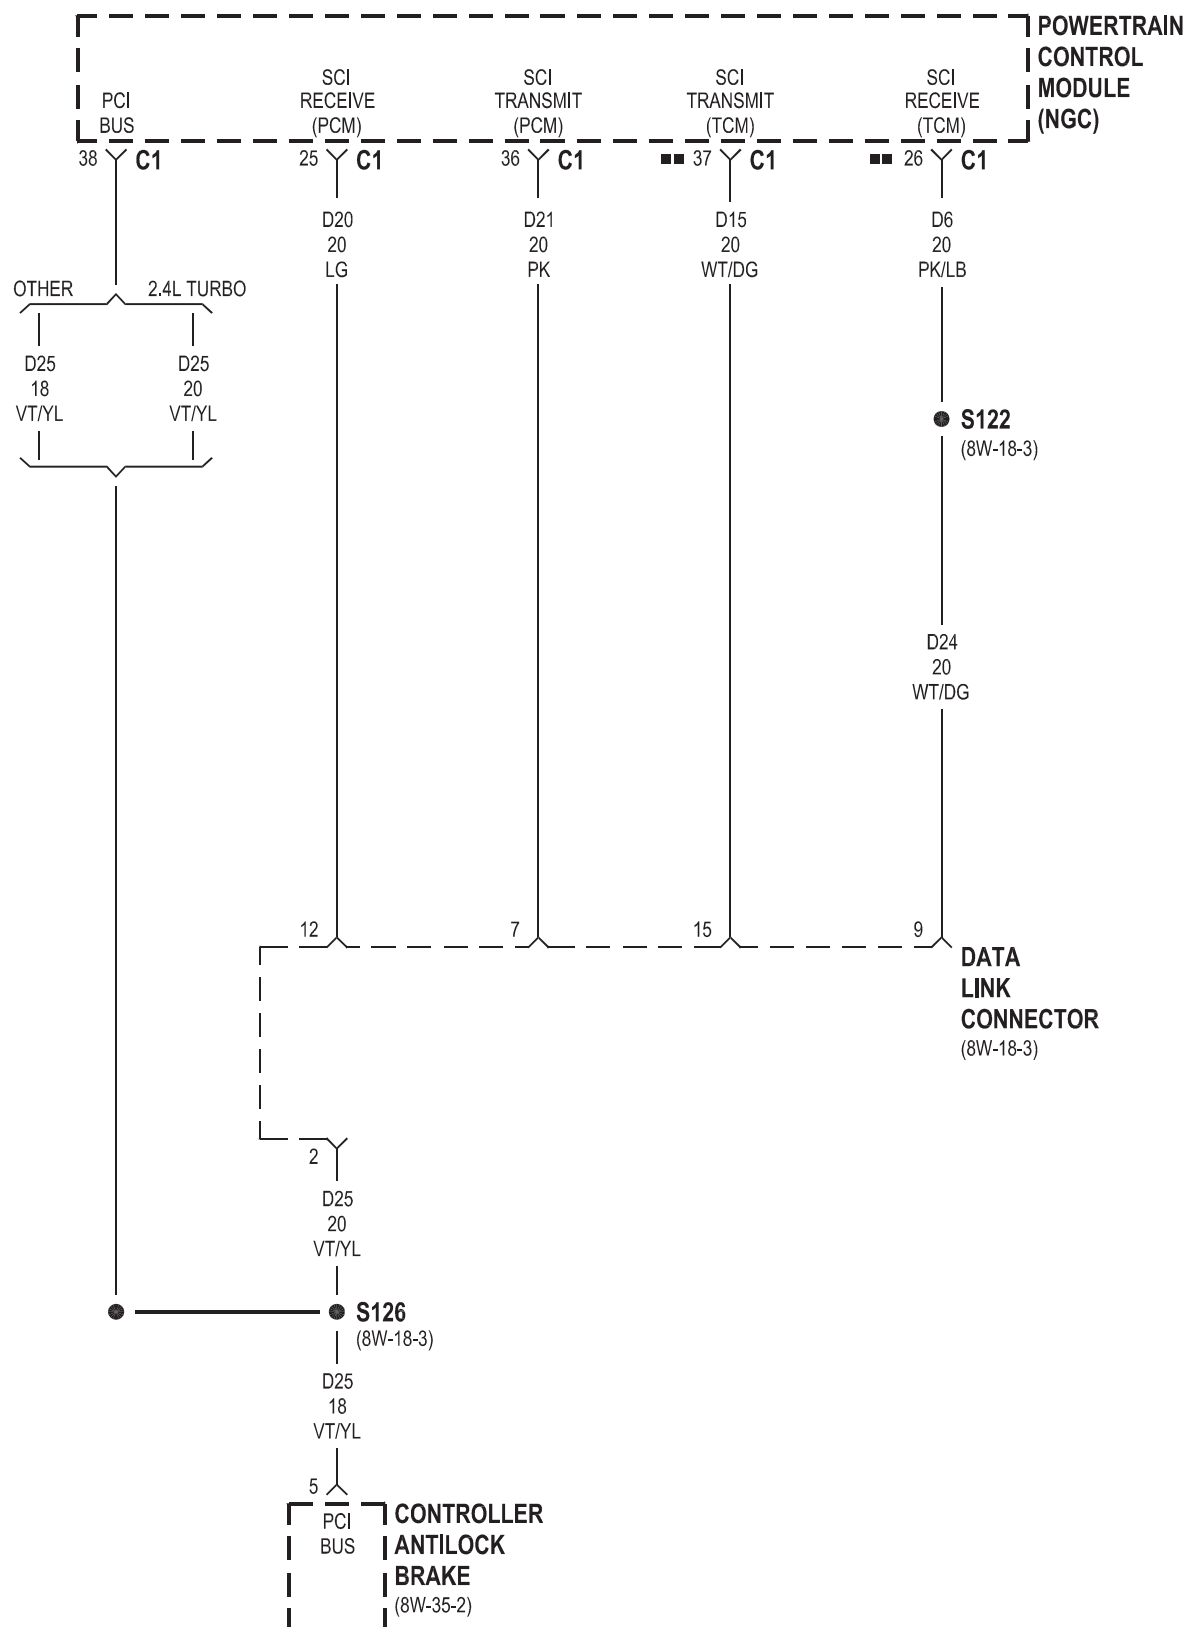 POWERTRAIN
CONTROL
MODULE
(NGC)
PCI
BUS
SCI
RECEIVE
(PCM)
SCI
TRANSMIT
(PCM)
SCI
TRANSMIT
(TCM)
SCI
RECEIVE
(TCM)
38 C1
25 C1
36 C1
37 C1
26 C1
D20
20
LG
D21
20
PK
D15
20
WT/DG
D6
20
PK/LB
OTHER
2.4L TURBO
D25
18
VT/YL
D25
20
VT/YL
S122
(8W-18-3)
D24
20
WT/DG
12
7
15
9
DATA
LINK
CONNECTOR
(8W-18-3)
2
D25
20
VT/YL
S126
(8W-18-3)
D25
18
VT/YL
5
PCI
BUS
CONTROLLER
ANTILOCK
BRAKE
(8W-35-2)